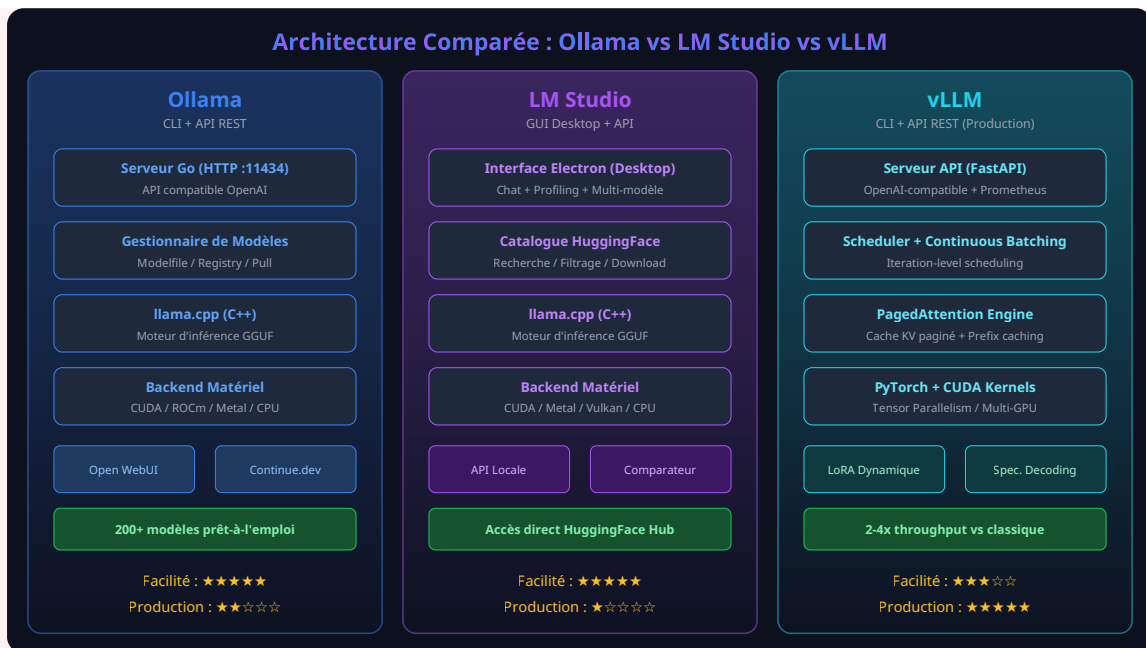 Architecture Comparée : Ollama vs LM Studio vs vLLM
Ollama
CLI + API REST
Serveur Go (HTTP :11434)
API compatible OpenAI
Gestionnaire de Modèles
Modelfile / Registry / Pull
llama.cpp (C++)
Moteur d'inférence GGUF
Backend Matériel
CUDA / ROCm / Metal / CPU
Open WebUI
Continue.dev
200+ modèles prêt-à-l'emploi
Facilité : ★★★★★
Production : ★★☆☆☆
LM Studio
GUI Desktop + API
Interface Electron (Desktop)
Chat + Profiling + Multi-modèle
Catalogue HuggingFace
Recherche / Filtrage / Download
llama.cpp (C++)
Moteur d'inférence GGUF
Backend Matériel
CUDA / Metal / Vulkan / CPU
API Locale
Comparateur
Accès direct HuggingFace Hub
Facilité : ★★★★★
Production : ★☆☆☆☆
vLLM
CLI + API REST (Production)
Serveur API (FastAPI)
OpenAI-compatible + Prometheus
Scheduler + Continuous Batching
Iteration-level scheduling
PagedAttention Engine
Cache KV paginé + Prefix caching
PyTorch + CUDA Kernels
Tensor Parallelism / Multi-GPU
LoRA Dynamique
Spec. Decoding
2-4x throughput vs classique
Facilité : ★★★☆☆
Production : ★★★★★